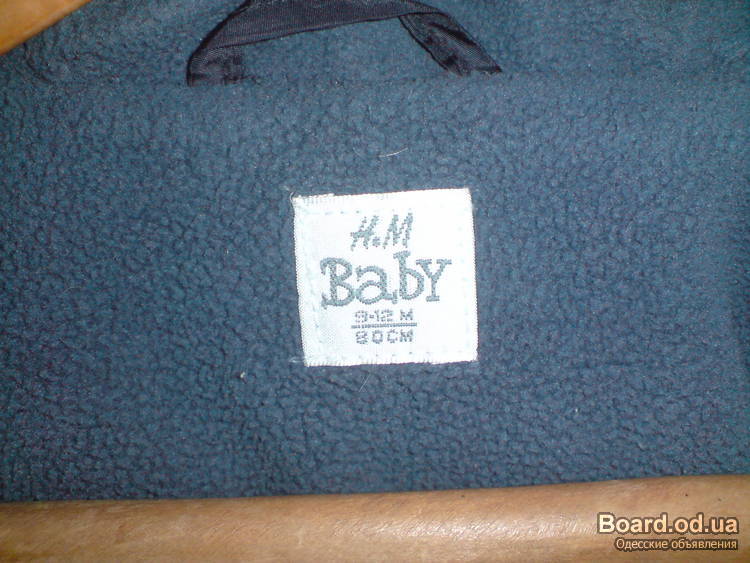 H&M
BabY
9-12 M
80CM
Board.od.ua
Одесские объявления